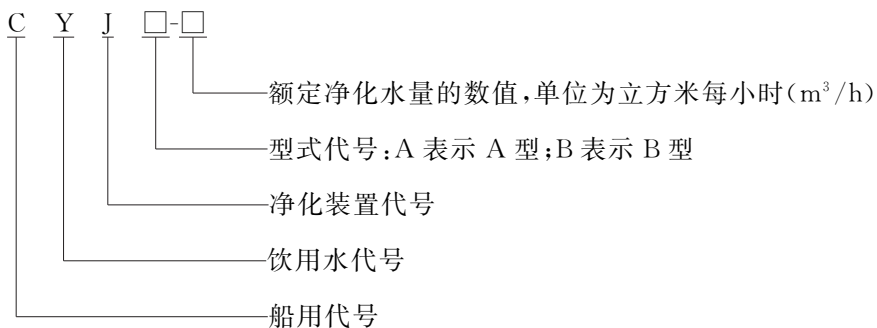 C Y J □-□
额定净化水量的数值,单位为立方米每小时(m³/h)
型式代号:A 表示 A 型;B 表示 B 型
净化装置代号
饮用水代号
船用代号